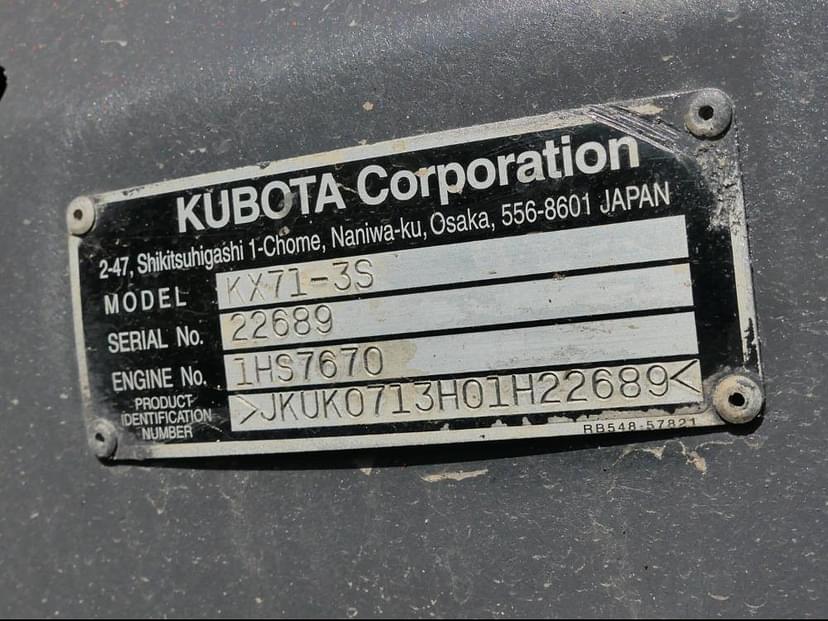 KUBOTA Corporation
2-47, Shikitsuhigashi 1-Chome, Naniwa-ku, Osaka, 556-8601 JAPAN
MODEL KX71-3S
SERIAL No. 22689
ENGINE No. 1HS7670
PRODUCT
IDENTIFICATION
NUMBER
>JKUK0713H01H22689<
RB548-57821